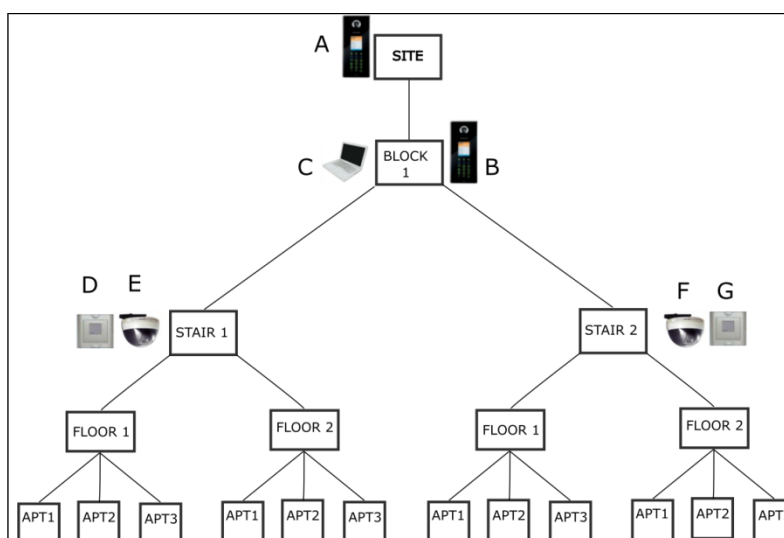 A
SITE
C
BLOCK
1
B
D
E
STAIR 1
F
G
STAIR 2
FLOOR 1
FLOOR 2
FLOOR 1
FLOOR 2
APT1
APT2
APT3
APT1
APT2
APT3
APT1
APT2
APT3
APT1
APT2